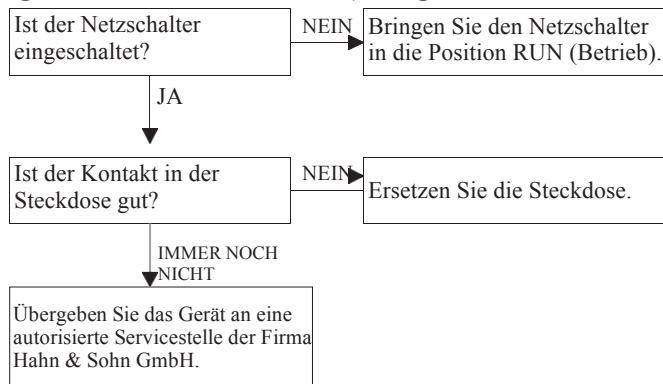 Ist der Netzschalter
eingeschaltet?
NEIN
Bringen Sie den Netzschalter
in die Position RUN (Betrieb).
JA
Ist der Kontakt in der
Steckdose gut?
NEIN
Ersetzen Sie die Steckdose.
IMMER NOCH
NICHT
Übergeben Sie das Gerät an eine
autorisierte Servicestelle der Firma
Hahn & Sohn GmbH.